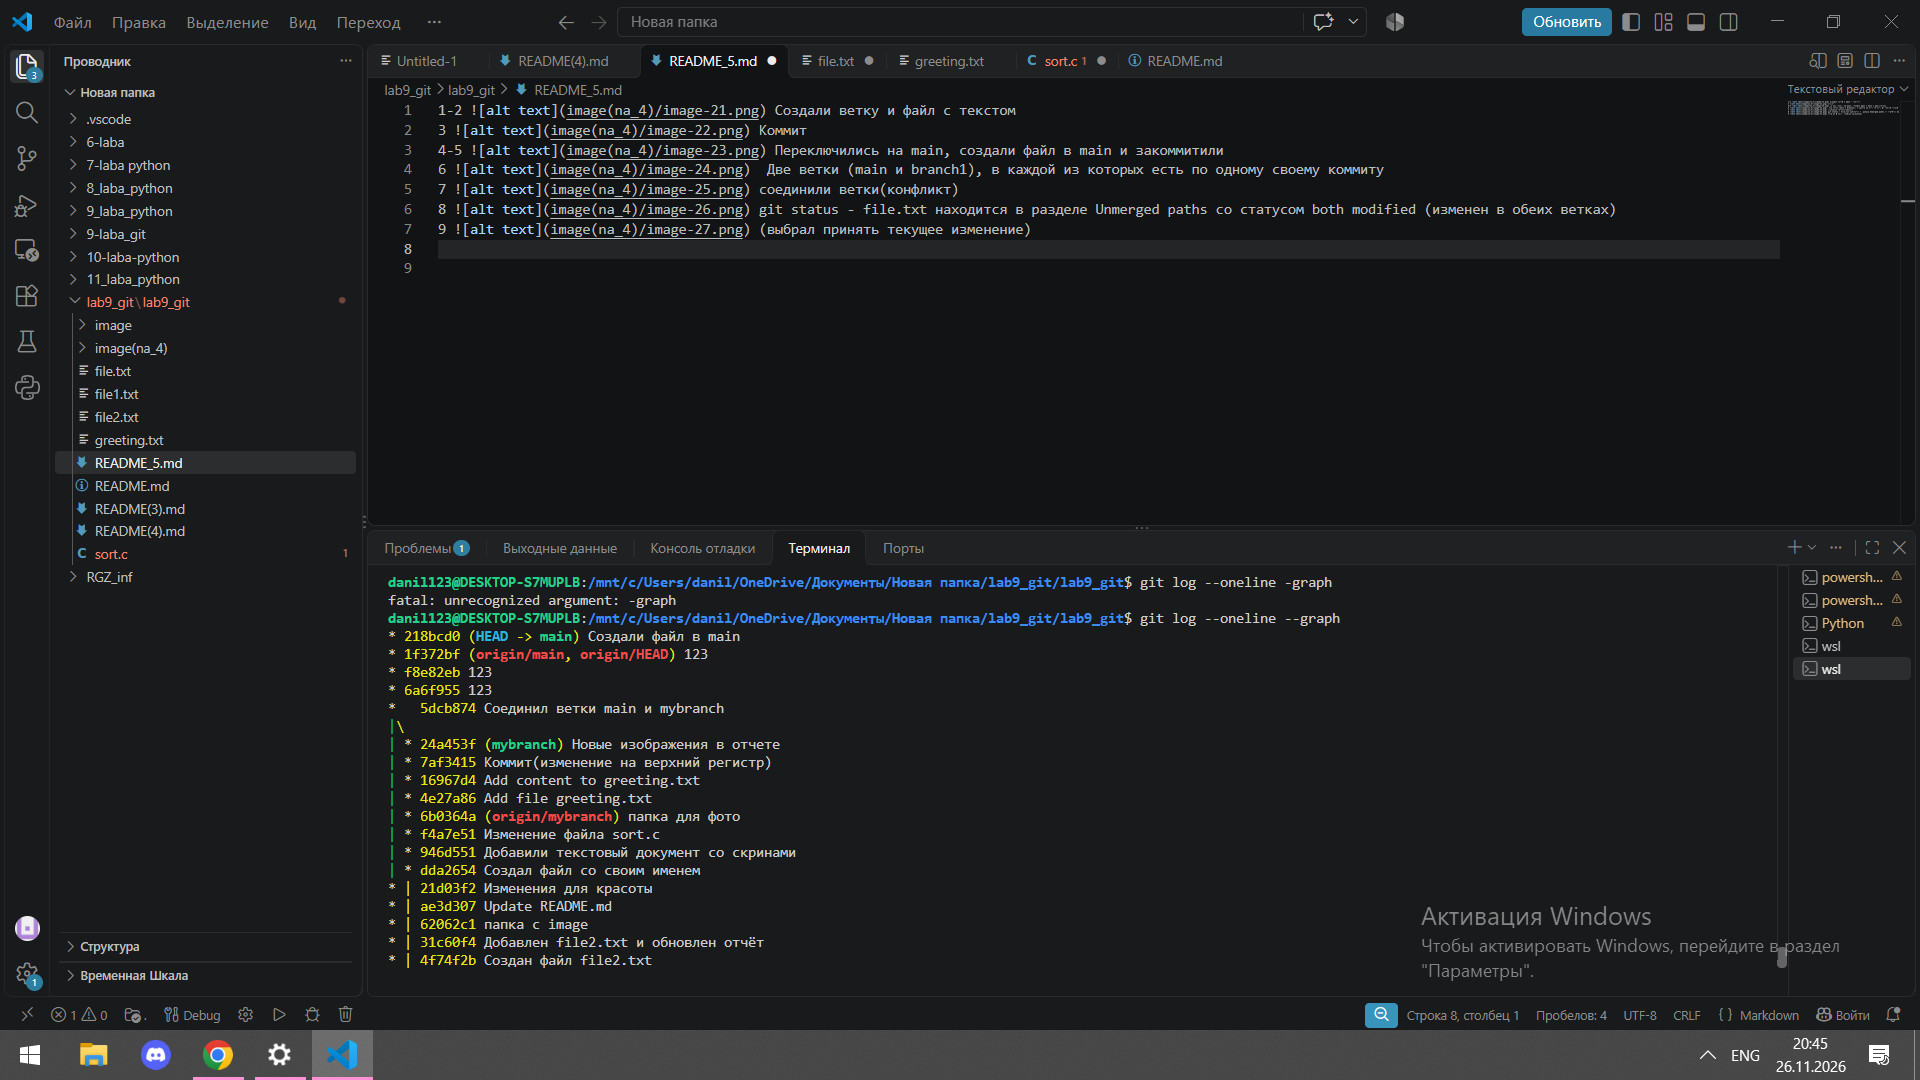 Файл Правка Выделение Вид Переход ···
Новая папка
Обновить
Проводник
Новая папка
.vscode
6-laba
7-laba python
8_laba_python
9_laba_python
9-laba_git
10-laba-python
11_laba_python
lab9_git\lab9_git
image
image(na_4)
file.txt
file1.txt
file2.txt
greeting.txt
README_5.md
README.md
README(3).md
README(4).md
sort.c 1
RGZ_inf
Структура
Временная Шкала
Untitled-1 README(4).md README_5.md file.txt greeting.txt sort.c 1 README.md
lab9_git > lab9_git > README_5.md
Текстовый редактор
1 1-2 ![alt text](image(na_4)/image-21.png) Создали ветку и файл с текстом
2 3 ![alt text](image(na_4)/image-22.png) Коммит
3 4-5 ![alt text](image(na_4)/image-23.png) Переключились на main, создали файл в main и закоммитили
4 6 ![alt text](image(na_4)/image-24.png)  Две ветки (main и branch1), в каждой из которых есть по одному своему коммиту
5 7 ![alt text](image(na_4)/image-25.png) соединили ветки(конфликт)
6 8 ![alt text](image(na_4)/image-26.png) git status - file.txt находится в разделе Unmerged paths со статусом both modified (изменен в обеих ветках)
7 9 ![alt text](image(na_4)/image-27.png) (выбрал принять текущее изменение)
8
9
Проблемы 1 Выходные данные Консоль отладки Терминал Порты
danil123@DESKTOP-S7MUPLB:/mnt/c/Users/danil/OneDrive/Документы/Новая папка/lab9_git/lab9_git$ git log --oneline -graph
fatal: unrecognized argument: -graph
danil123@DESKTOP-S7MUPLB:/mnt/c/Users/danil/OneDrive/Документы/Новая папка/lab9_git/lab9_git$ git log --oneline --graph
* 218bcd0 (HEAD -> main) Создали файл в main
* 1f372bf (origin/main, origin/HEAD) 123
* f8e82eb 123
* 6a6f955 123
*   5dcb874 Соединил ветки main и mybranch
|\
| * 24a453f (mybranch) Новые изображения в отчете
| * 7af3415 Коммит(изменение на верхний регистр)
| * 16967d4 Add content to greeting.txt
| * 4e27a86 Add file greeting.txt
| * 6b0364a (origin/mybranch) папка для фото
| * f4a7e51 Изменение файла sort.c
| * 946d551 Добавили текстовый документ со скринами
| * dda2654 Создал файл со своим именем
* | 21d03f2 Изменения для красоты
* | ae3d307 Update README.md
* | 62062c1 папка с image
* | 31c60f4 Добавлен file2.txt и обновлен отчёт
* | 4f74f2b Создан файл file2.txt
powersh...
powersh...
Python
wsl
wsl
Активация Windows
Чтобы активировать Windows, перейдите в раздел
"Параметры".
1 0 Debug
Строка 8, столбец 1 Пробелов: 4 UTF-8 CRLF { } Markdown Войти
3
1
ENG
20:45
26.11.2026